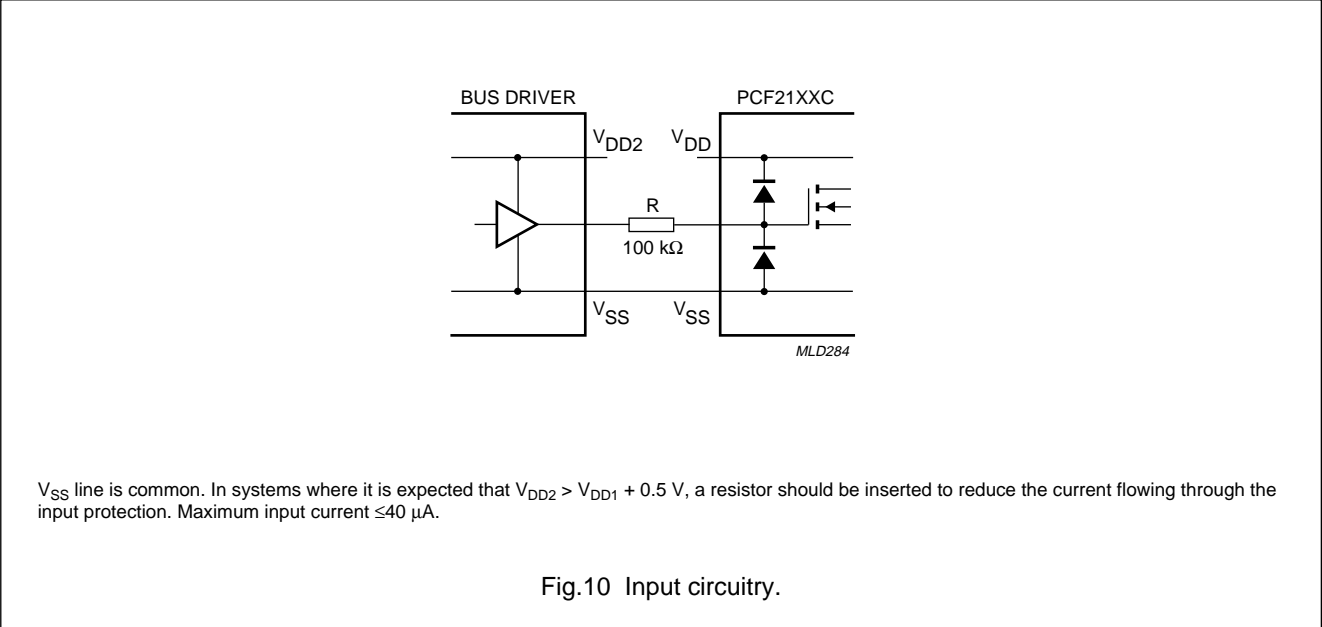 BUS DRIVER PCF21XXC
VDD2 VDD
R
100 kΩ
VSS VSS
MLD284
VSS line is common. In systems where it is expected that VDD2 > VDD1 + 0.5 V, a resistor should be inserted to reduce the current flowing through the
input protection. Maximum input current ≤40 μA.
Fig.10 Input circuitry.